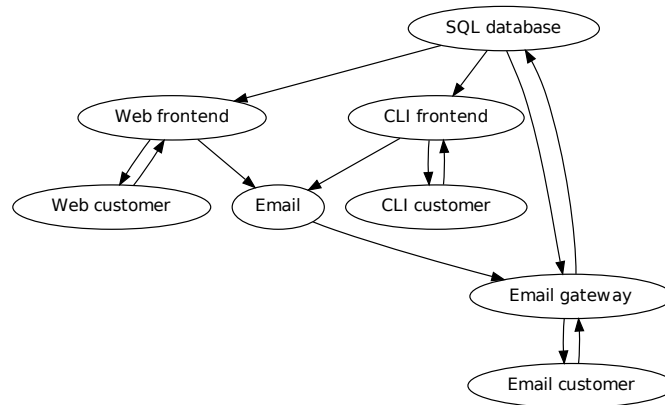 SQL database
Web frontend
CLI frontend
Web customer
Email
CLI customer
Email gateway
Email customer